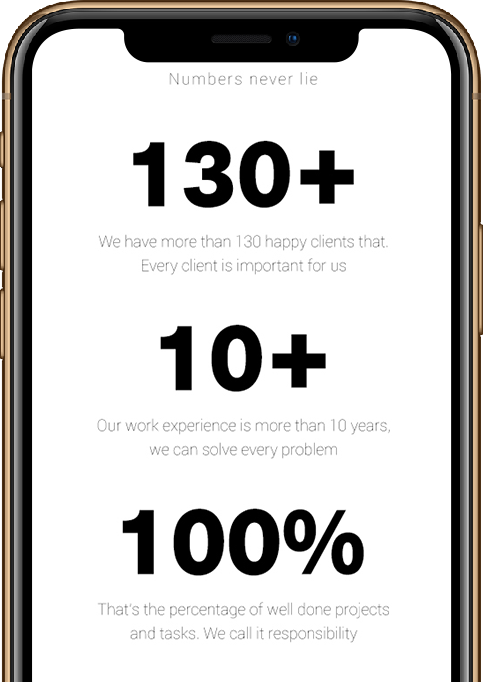 Numbers never lie
130+
We have more than 130 happy clients that.
Every client is important for us
10+
Our work experience is more than 10 years,
we can solve every problem
100%
That's the percentage of well done projects
and tasks. We call it responsibility